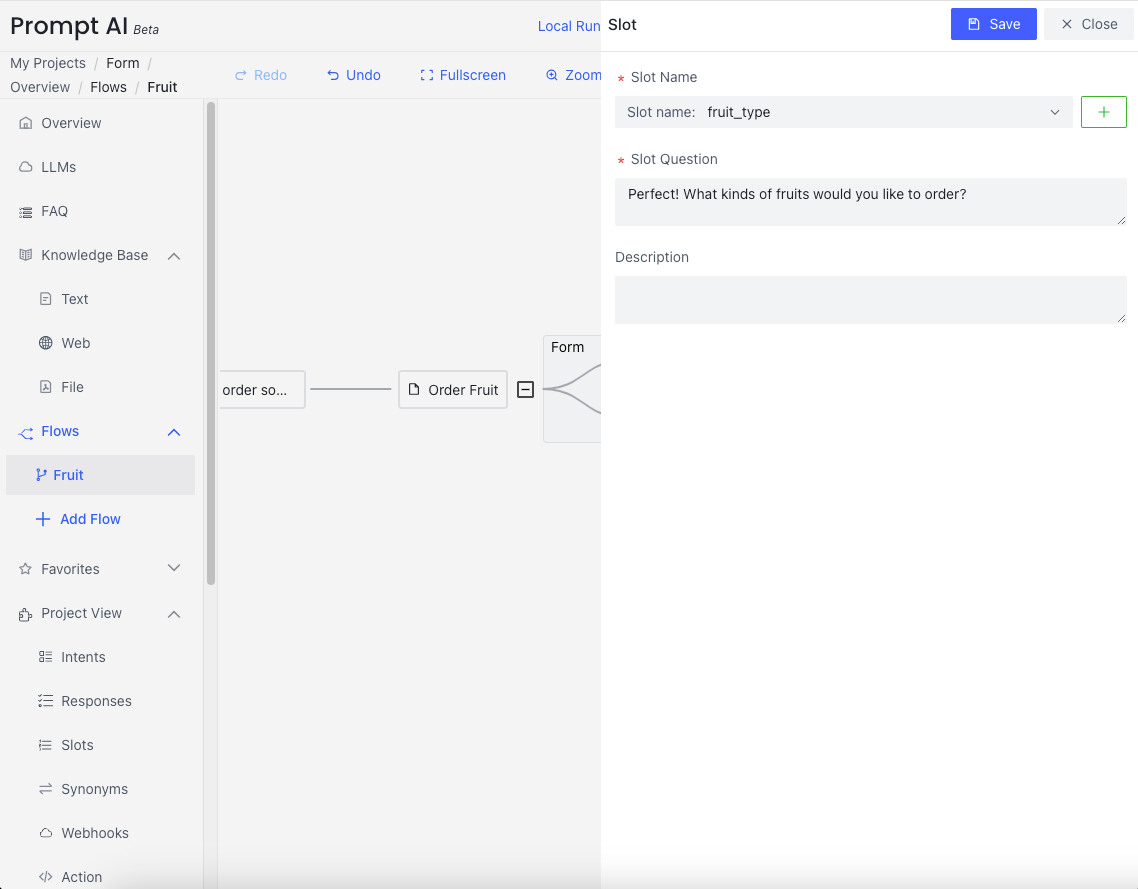 Prompt AI Beta
Local Run
Slot
Save
Close
My Projects / Form /
Overview / Flows / Fruit
Redo
Undo
Fullscreen
Zoom
Overview
LLMs
FAQ
Knowledge Base
Text
Web
File
Flows
Fruit
Add Flow
Favorites
Project View
Intents
Responses
Slots
Synonyms
Webhooks
Action
order so...
Order Fruit
Form
* Slot Name
Slot name: fruit_type
* Slot Question
Perfect! What kinds of fruits would you like to order?
Description